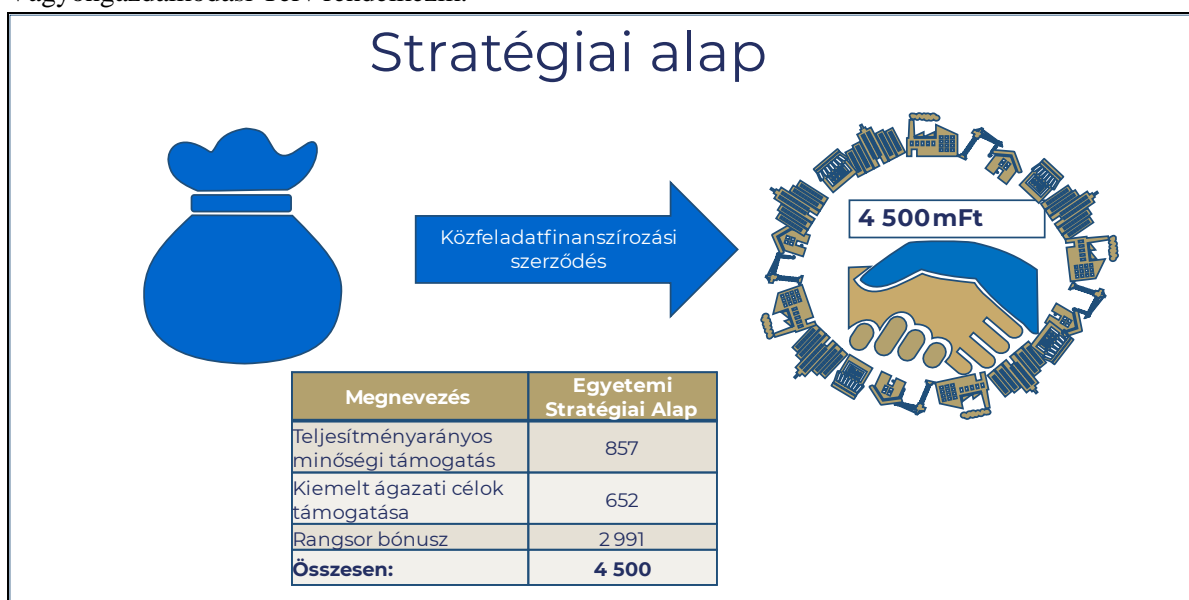 Stratégiai alap
Közfeladatfinanszírozási
szerződés
4 500mFt
Megnevezés
Egyetemi
Stratégiai Alap
Teljesítményarányos
minőségi támogatás
857
Kiemelt ágazati célok
támogatása
652
Rangsor bónusz
2 991
Összesen:
4 500